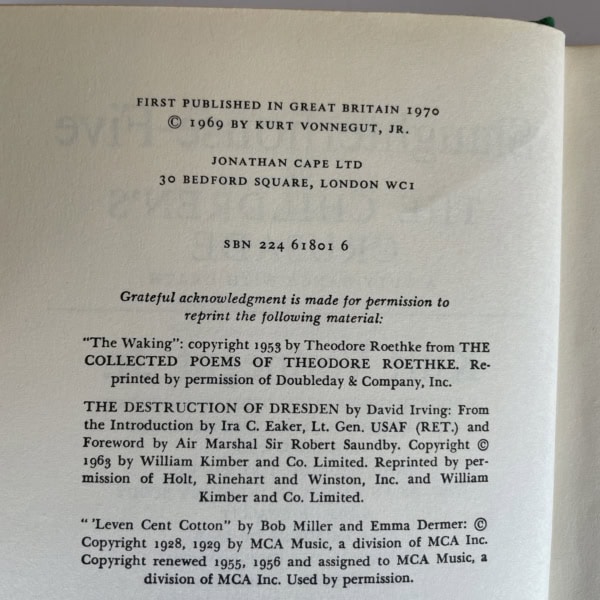 FIRST PUBLISHED IN GREAT BRITAIN 1970
© 1969 BY KURT VONNEGUT, JR.
JONATHAN CAPE LTD
30 BEDFORD SQUARE, LONDON WC1
SBN 224 61801 6
Grateful acknowledgment is made for permission to
reprint the following material:
"The Waking": copyright 1953 by Theodore Roethke from THE
COLLECTED POEMS OF THEODORE ROETHKE. Re-
printed by permission of Doubleday & Company, Inc.
THE DESTRUCTION OF DRESDEN by David Irving: From
the Introduction by Ira C. Eaker, Lt. Gen. USAF (RET.) and
Foreword by Air Marshal Sir Robert Saundby. Copyright ©
1963 by William Kimber and Co. Limited. Reprinted by per-
mission of Holt, Rinehart and Winston, Inc. and William
Kimber and Co. Limited.
" 'Leven Cent Cotton" by Bob Miller and Emma Dermer: ©
Copyright 1928, 1929 by MCA Music, a division of MCA Inc.
Copyright renewed 1955, 1956 and assigned to MCA Music, a
division of MCA Inc. Used by permission.